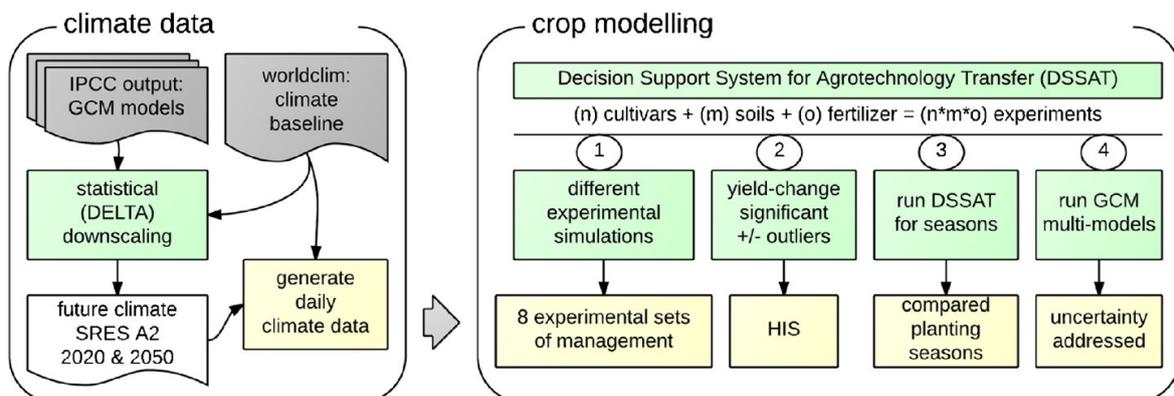 climate data
IPCC output:
GCM models
worldclim:
climate
baseline
statistical
(DELTA)
downscaling
future climate
SRES A2
2020 & 2050
generate
daily
climate data
crop modelling
Decision Support System for Agrotechnology Transfer (DSSAT)
(n) cultivars + (m) soils + (o) fertilizer = (n*m*o) experiments
1
different
experimental
simulations
8 experimental sets
of management
2
yield-change
significant
+/- outliers
HIS
3
run DSSAT
for seasons
compared
planting
seasons
4
run GCM
multi-models
uncertainty
addressed